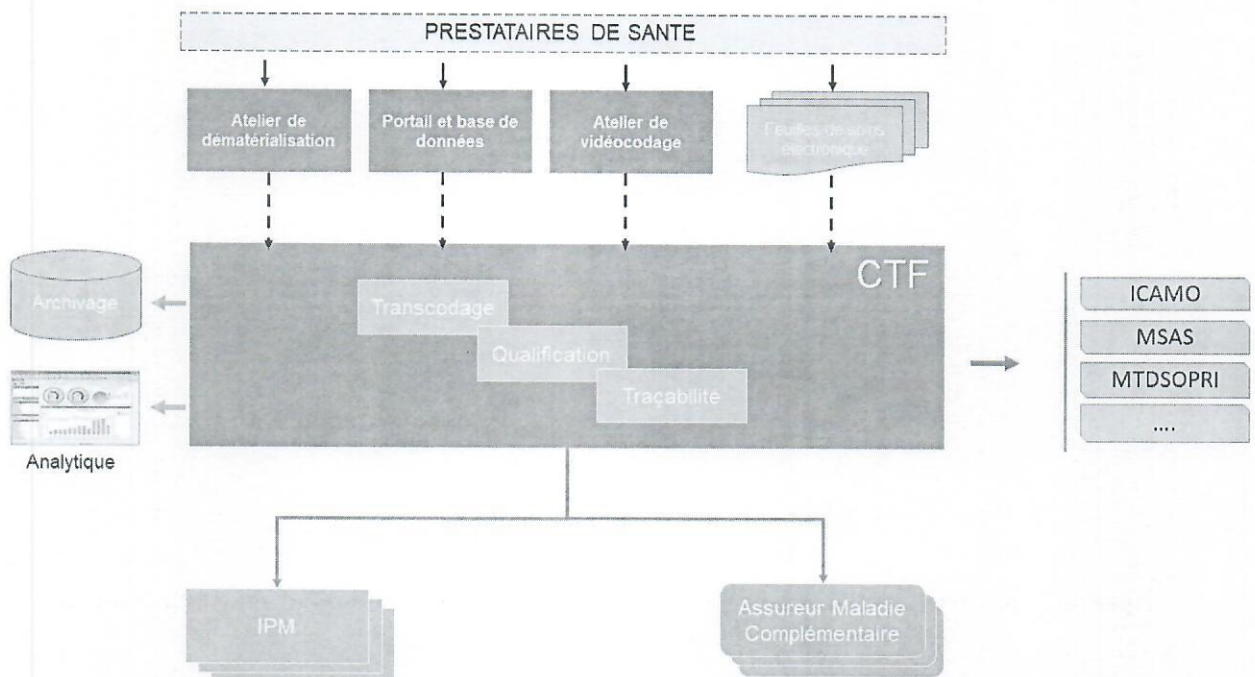 PRESTATAIRES DE SANTE
Atelier de
dématérialisation
Portail et base de
données
Atelier de
vidéocodage
Feuilles de soins
électronique
CTF
Archivage
Transcodage
Qualification
Traçabilité
Analytique
ICAMO
MSAS
MTDSOPRI
....
IPM
Assureur Maladie
Complémentaire